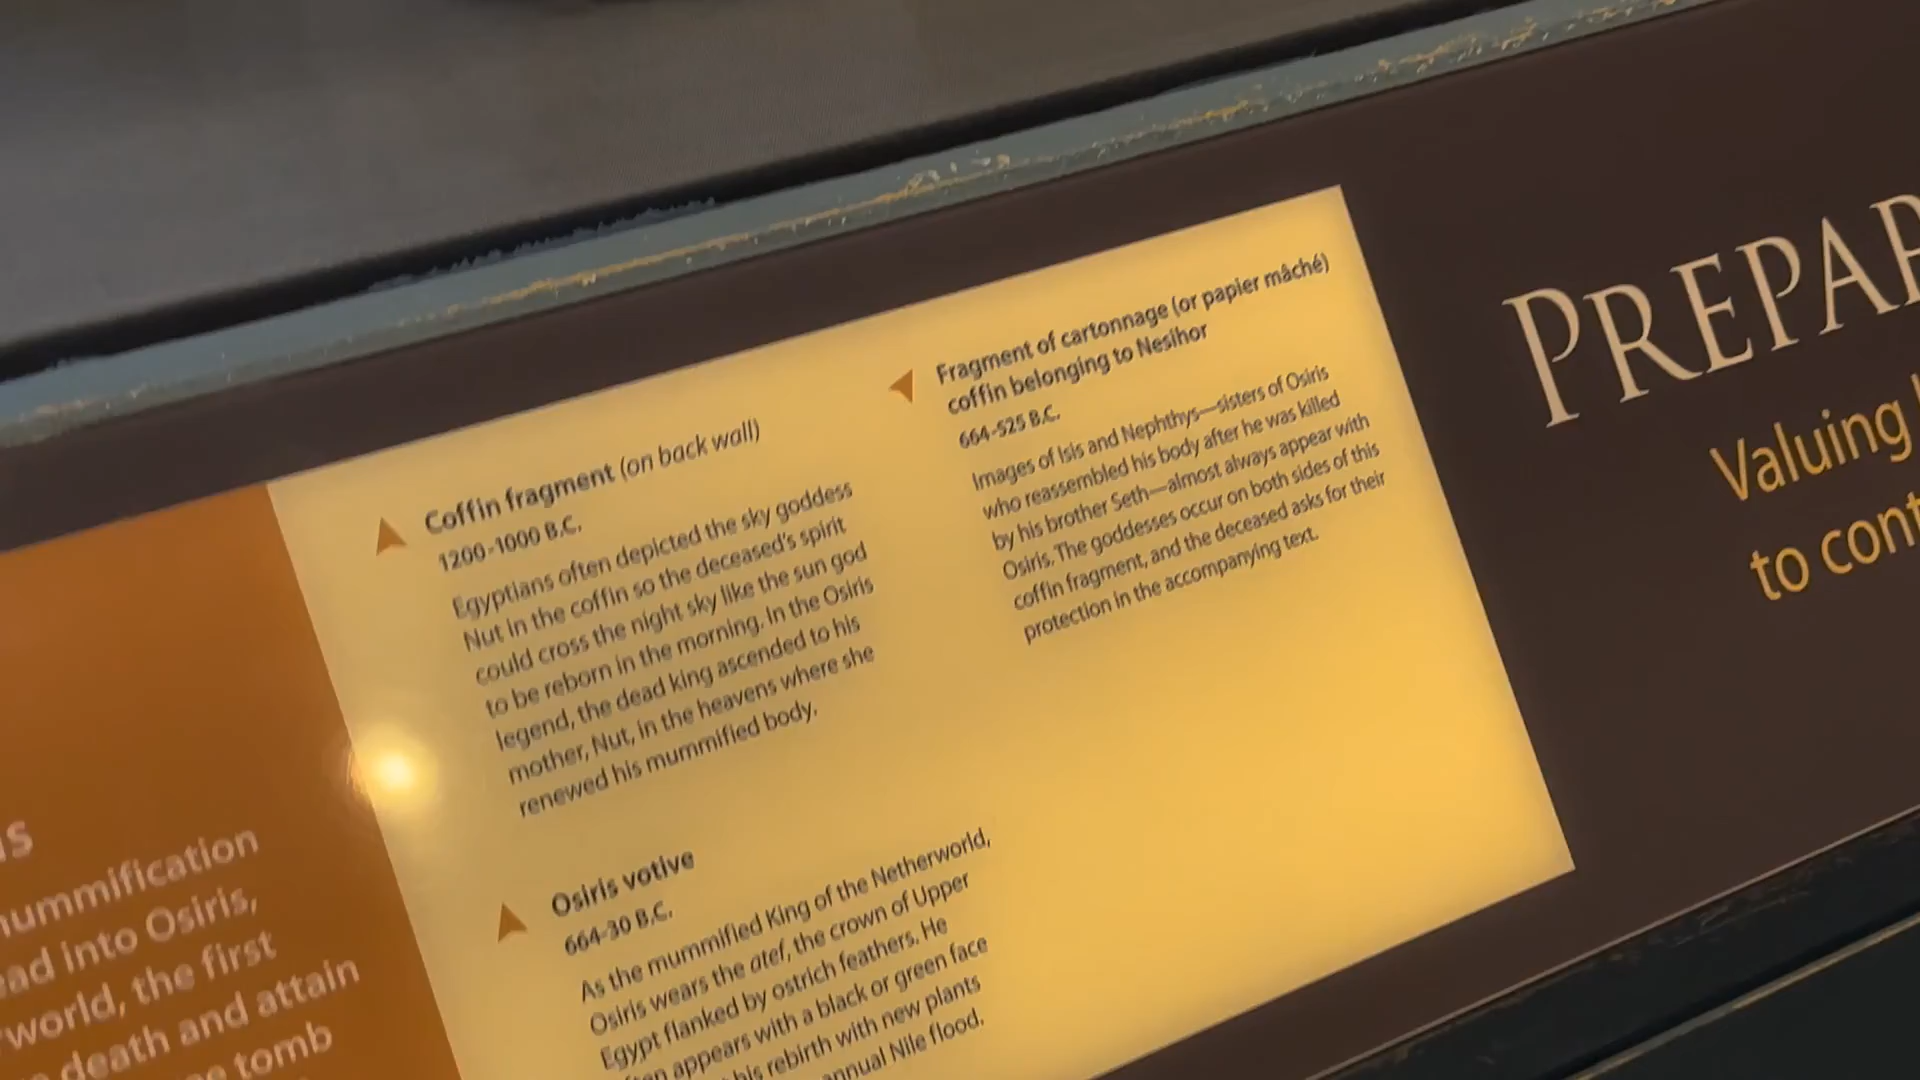 s
mummification
ead into Osiris,
world, the first
death and attain
tomb
Coffin fragment (on back wall)
1200-1000 B.C.
Egyptians often depicted the sky goddess
Nut in the coffin so the deceased's spirit
could cross the night sky like the sun god
to be reborn in the morning. In the Osiris
legend, the dead king ascended to his
mother, Nut, in the heavens where she
renewed his mummified body.
Osiris votive
664-30 B.C.
As the mummified King of the Netherworld,
Osiris wears the atef, the crown of Upper
Egypt flanked by ostrich feathers. He
appears with a black or green face
his rebirth with new plants
annual Nile flood.
Fragment of cartonnage (or papier mâché)
coffin belonging to Nesihor
664-525 B.C.
Images of Isis and Nephthys—sisters of Osiris
who reassembled his body after he was killed
by his brother Seth—almost always appear with
Osiris. The goddesses occur on both sides of this
coffin fragment, and the deceased asks for their
protection in the accompanying text.
PREPAR
Valuing
to cont